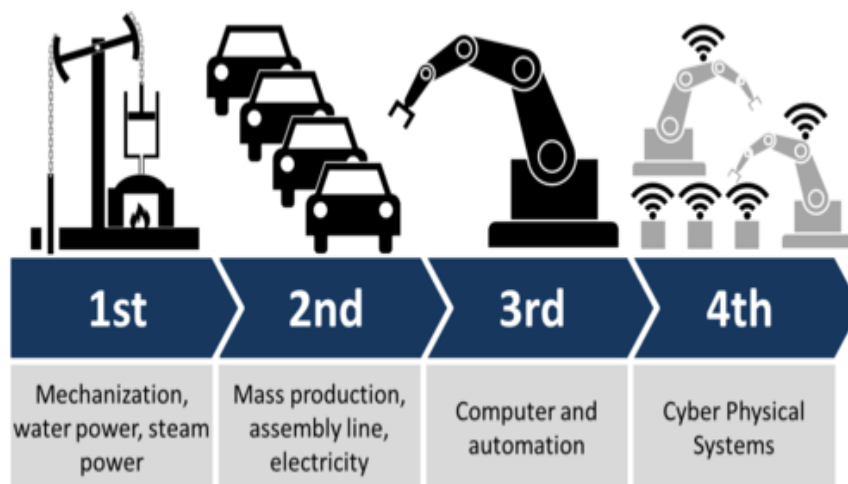 1st
2nd
3rd
4th
Mechanization,
water power, steam
power
Mass production,
assembly line,
electricity
Computer and
automation
Cyber Physical
Systems